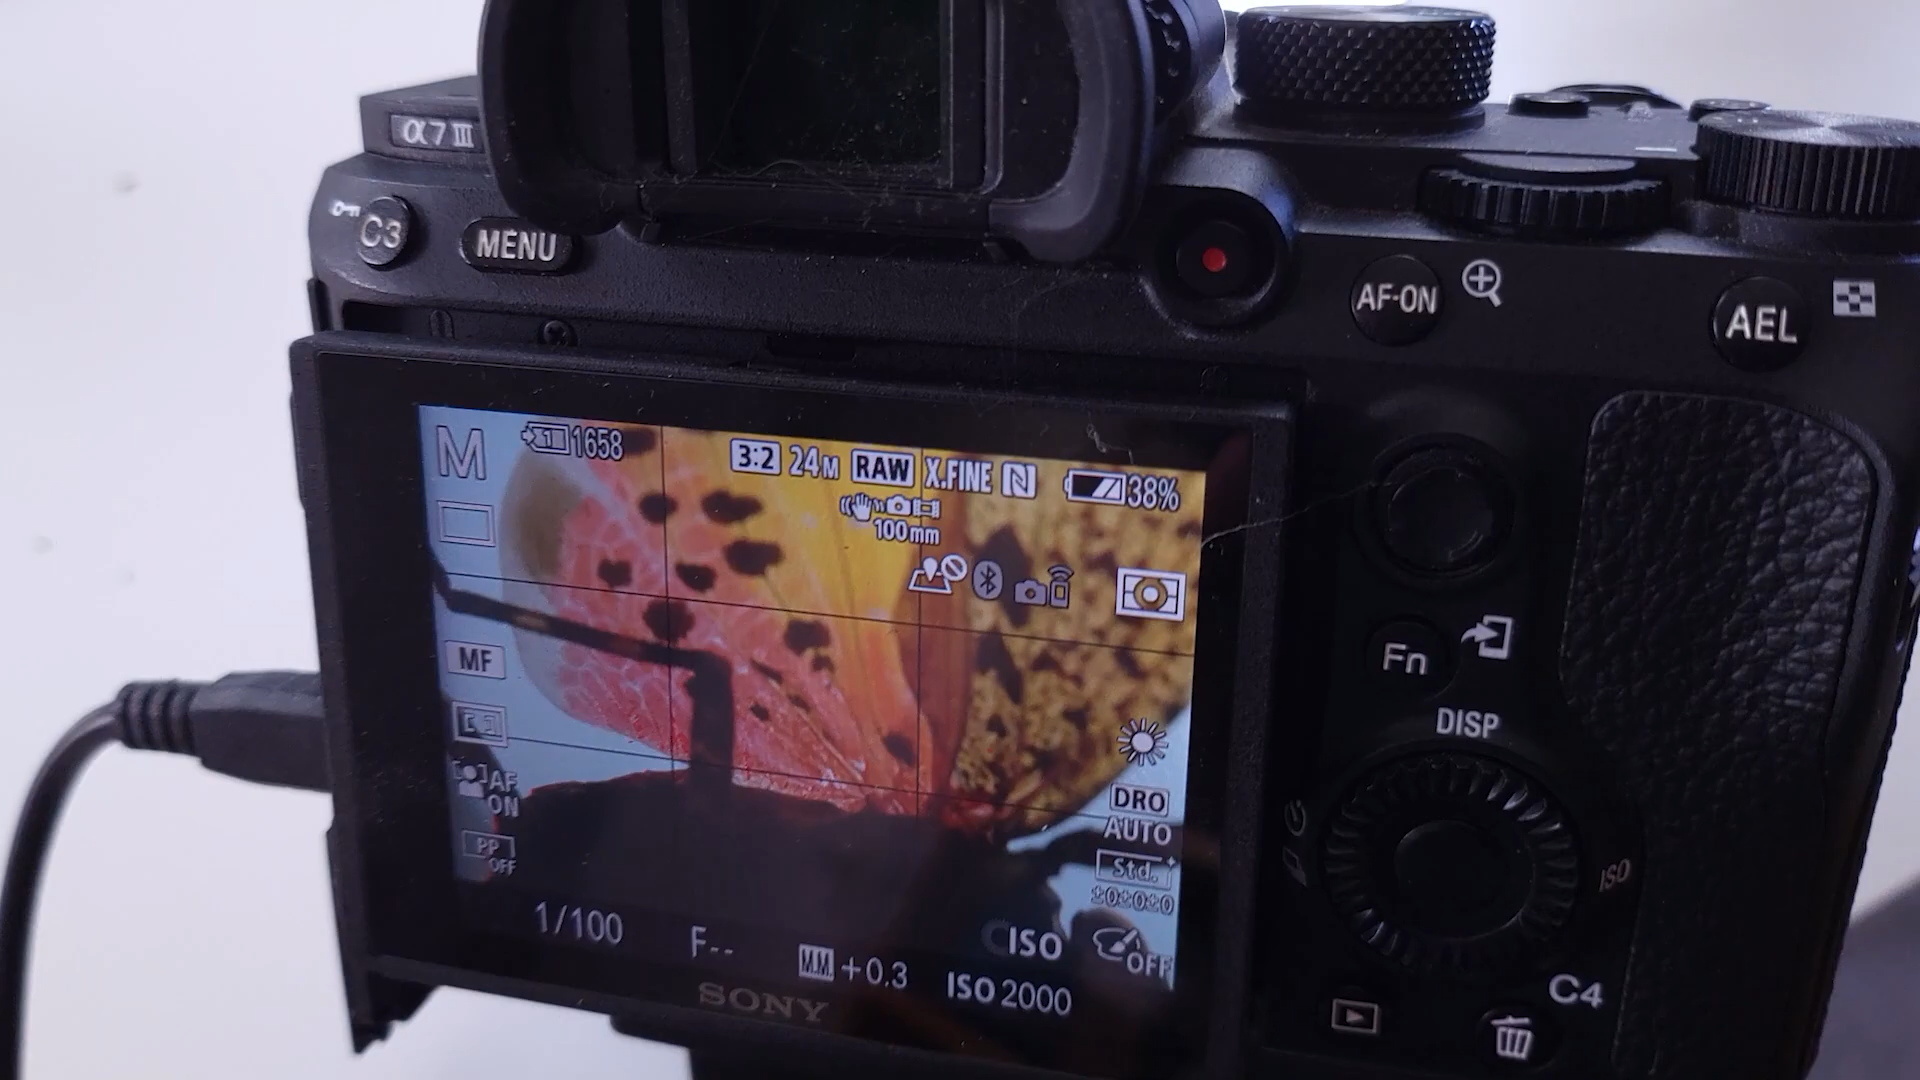 α7 III
C3
MENU
AF-ON
AEL
M 1 1658 3:2 24M RAW X.FINE N 38%
100mm
MF
AF
ON
PP
OFF
DRO
AUTO
Std.
±0±0±0
OFF
1/100 F-- M.M. +0.3 ISO
ISO 2000
SONY
Fn
DISP
ISO
C4